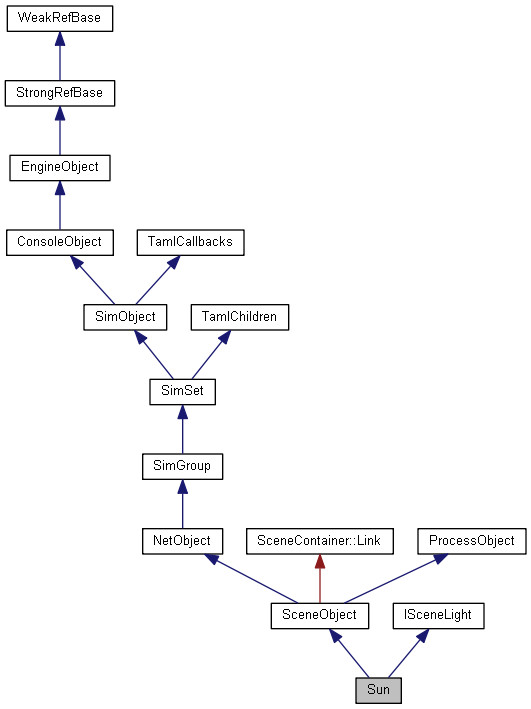 WeakRefBase
StrongRefBase
EngineObject
ConsoleObject
TamlCallbacks
SimObject
TamlChildren
SimSet
SimGroup
NetObject
SceneContainer::Link
ProcessObject
SceneObject
ISceneLight
Sun